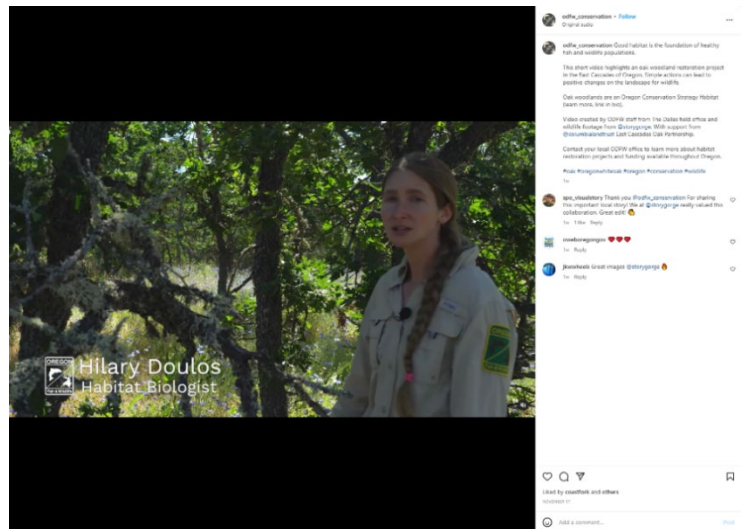 OREGON
FISH & WILDLIFE
Hilary Doulos
Habitat Biologist
odfw_conservation • Follow
Original audio
odfw_conservation Good habitat is the foundation of healthy
fish and wildlife populations.
This short video highlights an oak woodland restoration project
in the East Cascades of Oregon. Simple actions can lead to
positive changes on the landscape for wildlife.
Oak woodlands are an Oregon Conservation Strategy Habitat
(learn more, link in bio).
Video created by ODFW staff from The Dalles field office and
wildlife footage from @storygorge. With support from
@columbialandtrust East Cascades Oak Partnership.
Contact your local ODFW office to learn more about habitat
restoration projects and funding available throughout Oregon.
#oak #oregonwhiteoak #oregon #conservation #wildlife
1w
Thank you @odfw_conservation For sharing
this important local story! We at @storygorge really valued this
collaboration. Great edit!
1w 1 like Reply
1w Reply
Great images @storygorge
1w Reply
Liked by and others
NOVEMBER
Add a comment...
Post